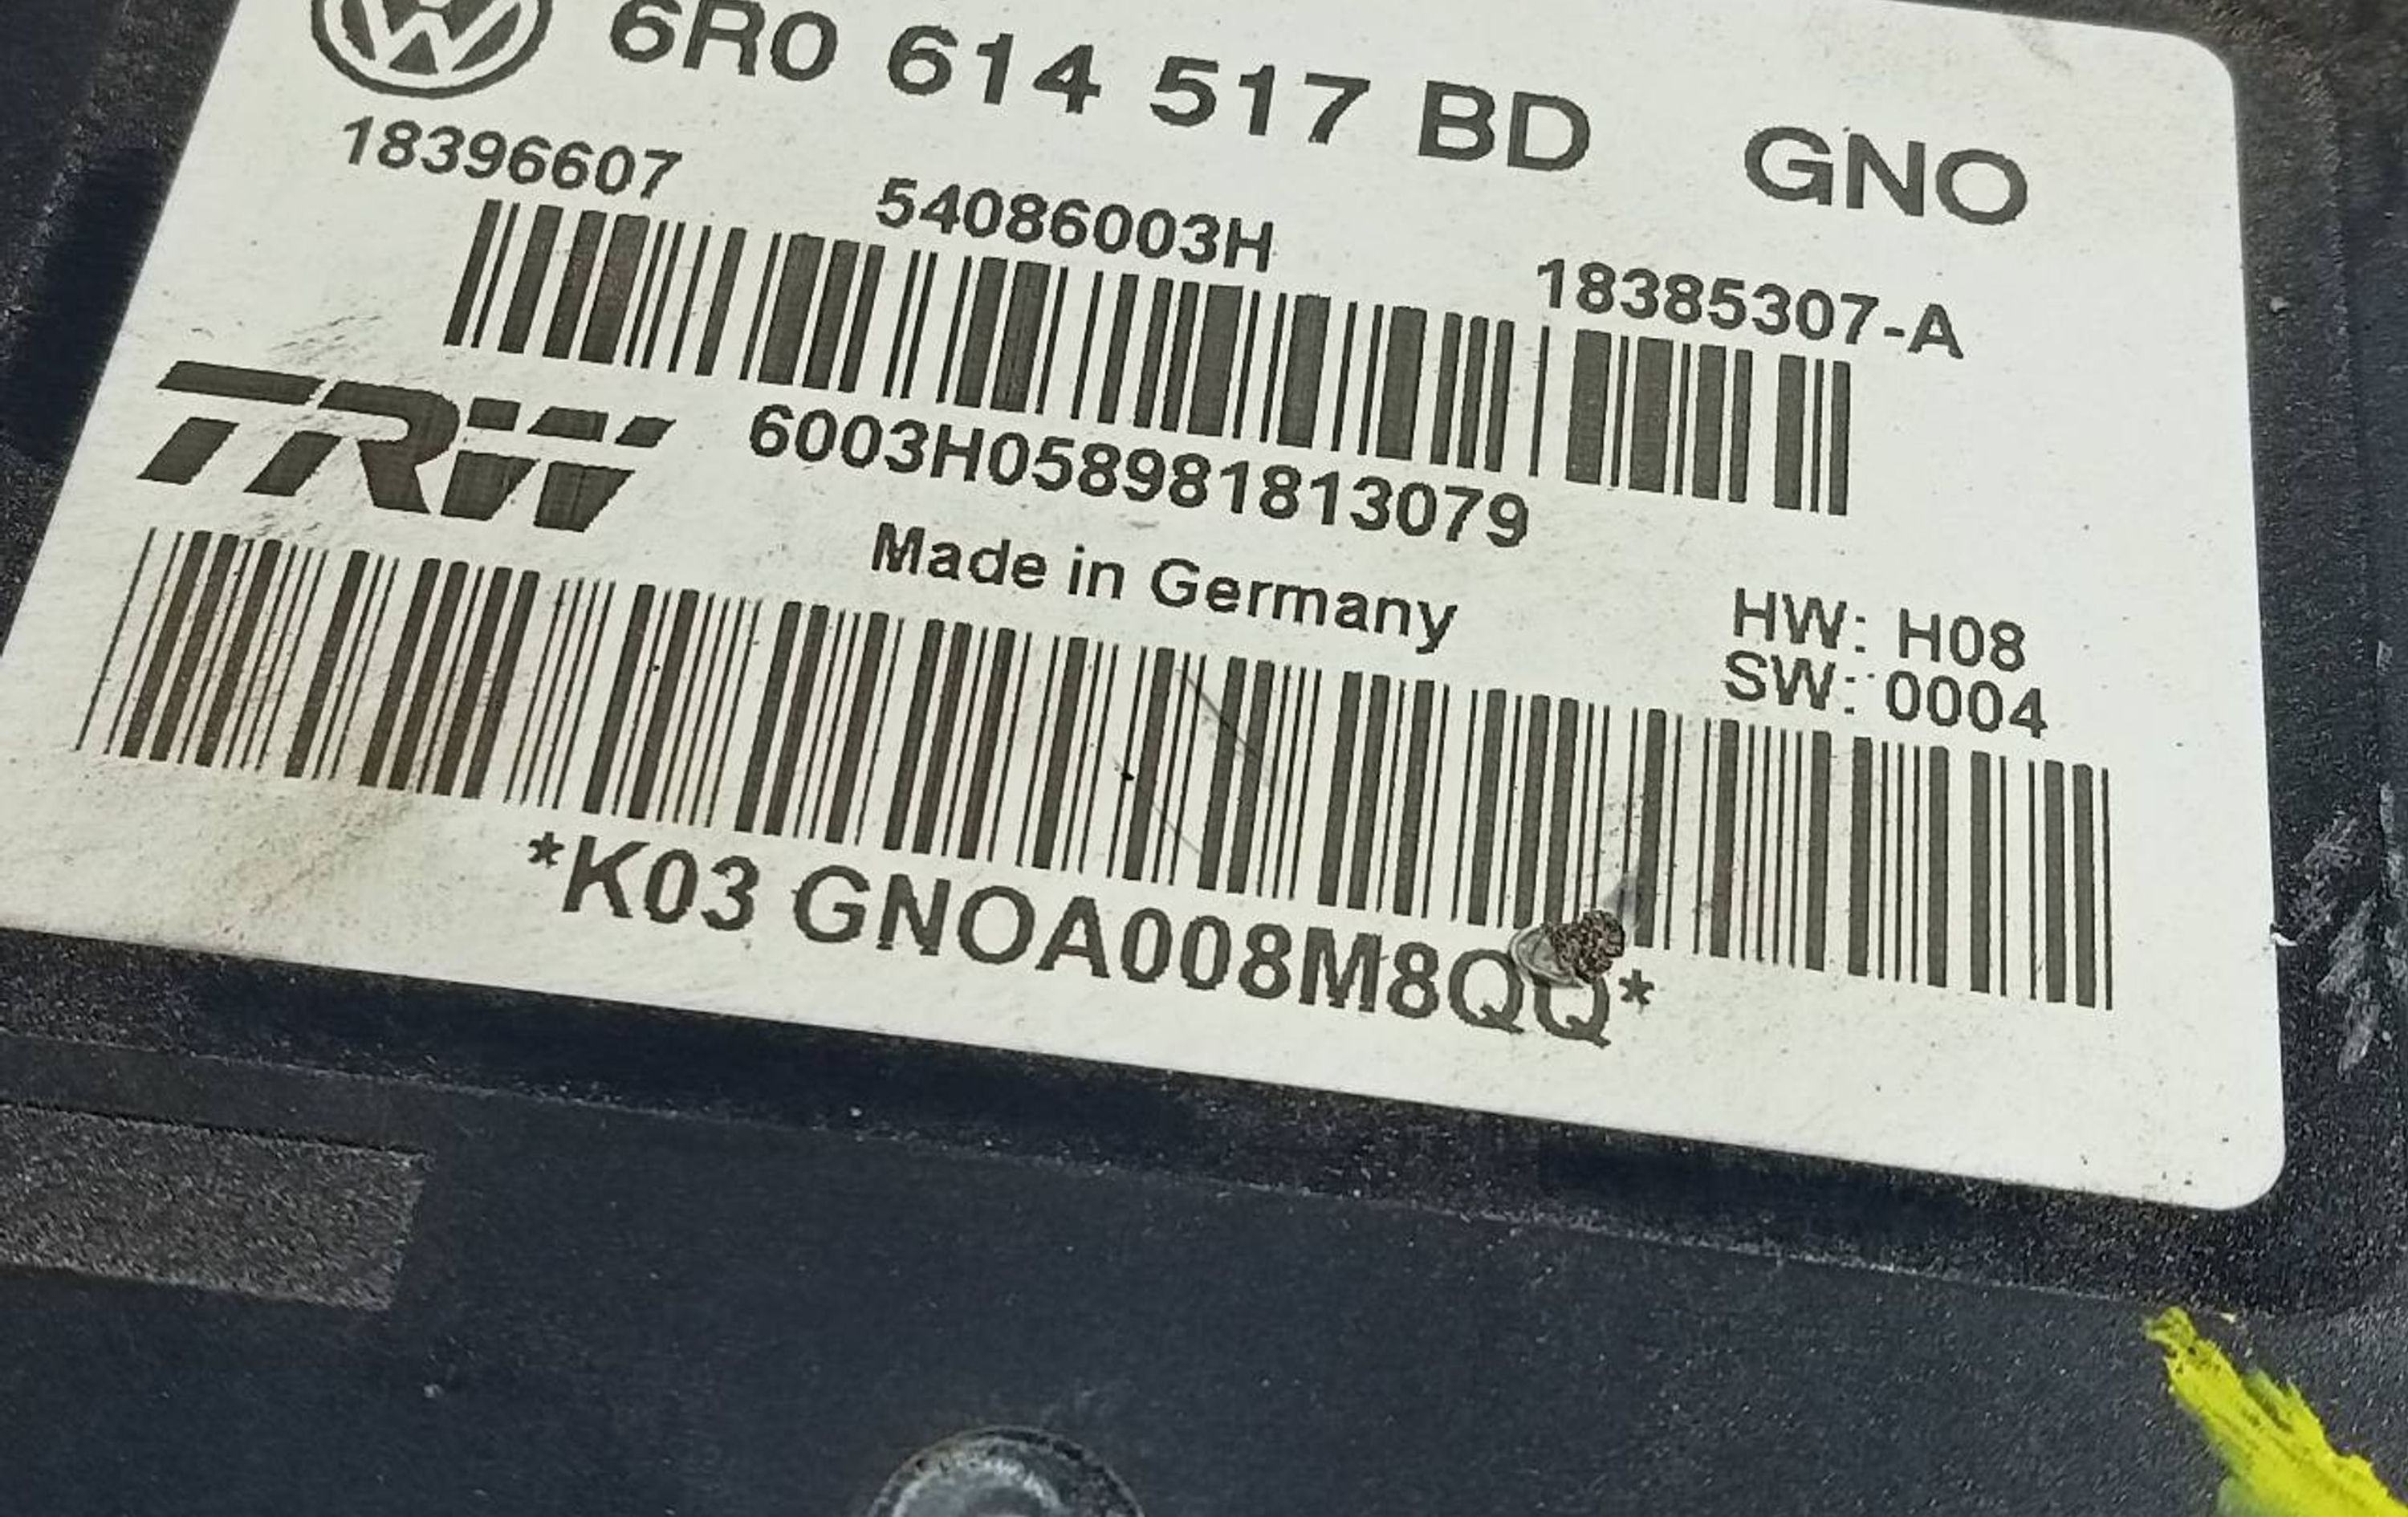 6R0 614 517 BD GNO
18396607 54086003H 18385307-A
TRW 6003H058981813079
Made in Germany
HW: H08
SW: 0004
*K03 GNOA008M8QQ*